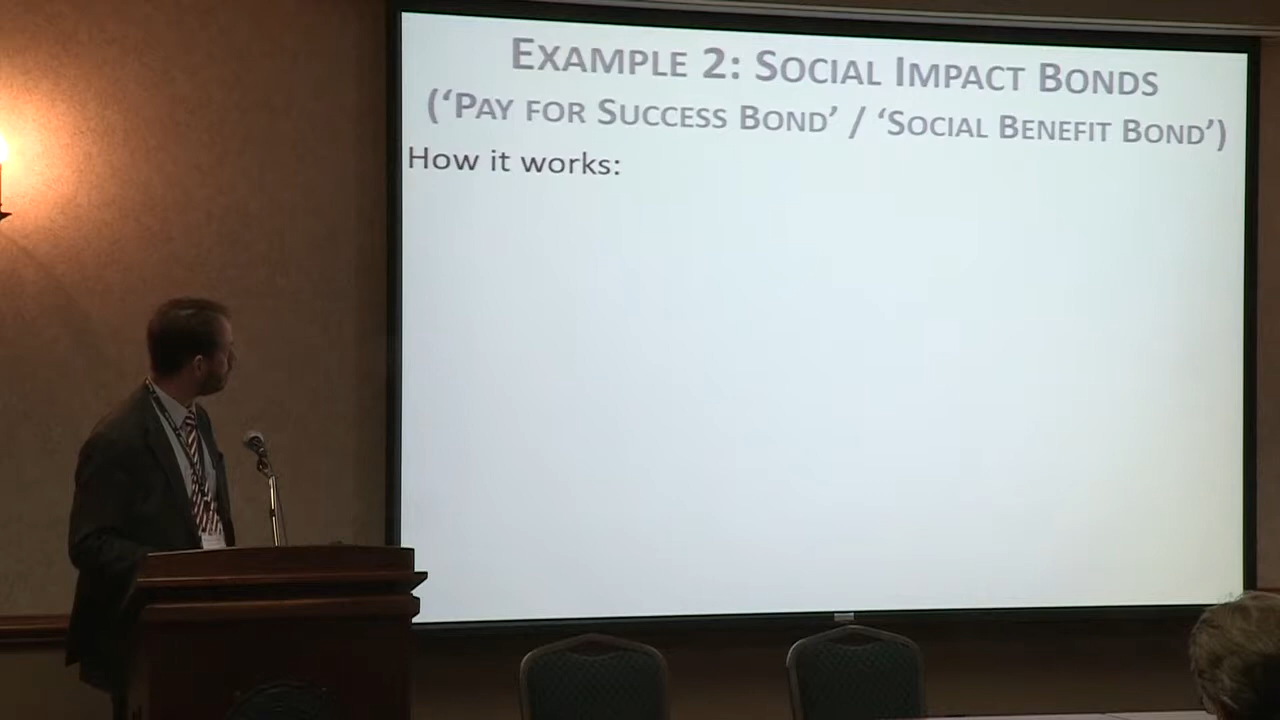 EXAMPLE 2: SOCIAL IMPACT BONDS
(‘PAY FOR SUCCESS BOND’ / ‘SOCIAL BENEFIT BOND’)
How it works: